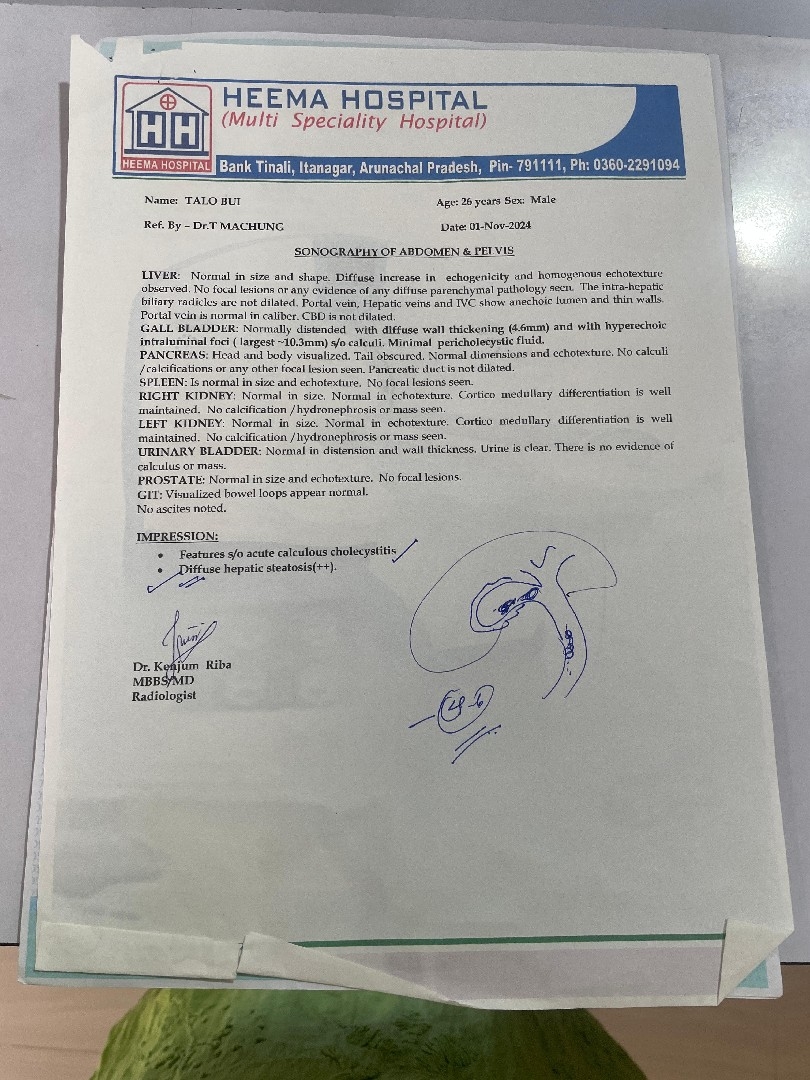 HEEMA HOSPITAL
(Multi Speciality Hospital)
HH
HEEMA HOSPITAL
Bank Tinali, Itanagar, Arunachal Pradesh, Pin- 791111, Ph: 0360-2291094
Name: TALO BUI Age: 26 years Sex: Male
Ref. By – Dr.T MACHUNG Date: 01-Nov-2024
SONOGRAPHY OF ABDOMEN & PELVIS
LIVER: Normal in size and shape. Diffuse increase in echogenicity and homogenous echotexture
observed. No focal lesions or any evidence of any diffuse parenchymal pathology seen. The intra-hepatic
biliary radicles are not dilated. Portal vein, Hepatic veins and IVC show anechoic lumen and thin walls.
Portal vein is normal in caliber. CBD is not dilated.
GALL BLADDER: Normally distended with diffuse wall thickening (4.6mm) and with hyperechoic
intraluminal foci ( largest ~10.3mm) s/o calculi. Minimal pericholecystic fluid.
PANCREAS: Head and body visualized. Tail obscured. Normal dimensions and echotexture. No calculi
/calcifications or any other focal lesion seen. Pancreatic duct is not dilated.
SPLEEN: Is normal in size and echotexture. No focal lesions seen.
RIGHT KIDNEY: Normal in size. Normal in echotexture. Cortico medullary differentiation is well
maintained. No calcification /hydronephrosis or mass seen.
LEFT KIDNEY: Normal in size. Normal in echotexture. Cortico medullary differentiation is well
maintained. No calcification /hydronephrosis or mass seen.
URINARY BLADDER: Normal in distension and wall thickness. Urine is clear. There is no evidence of
calculus or mass.
PROSTATE: Normal in size and echotexture. No focal lesions.
GIT: Visualized bowel loops appear normal.
No ascites noted.
IMPRESSION:
• Features s/o acute calculous cholecystitis
• Diffuse hepatic steatosis(++).
Dr. Kenjum Riba
MBBS/MD
Radiologist